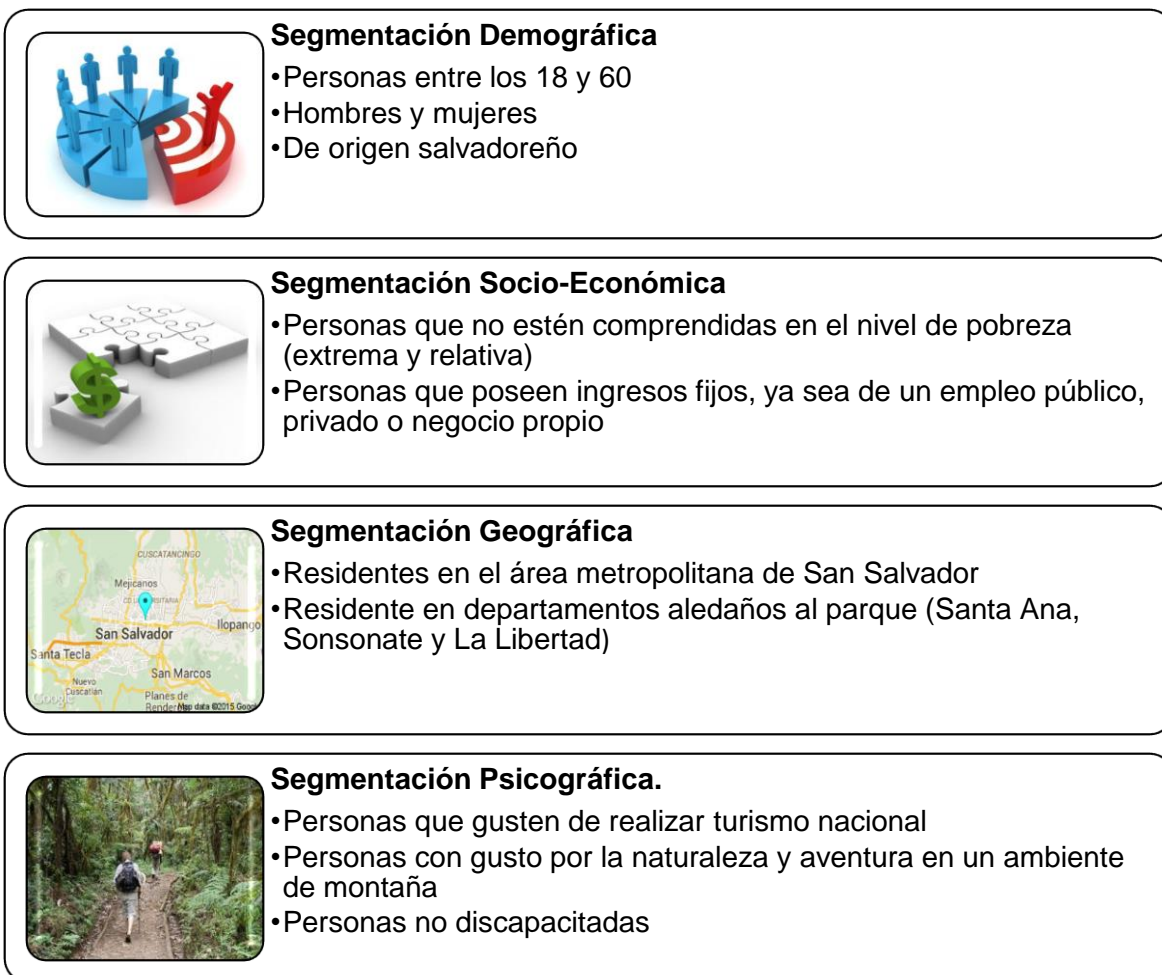 Segmentación Demográfica
•Personas entre los 18 y 60
•Hombres y mujeres
•De origen salvadoreño
Segmentación Socio-Económica
•Personas que no estén comprendidas en el nivel de pobreza
(extrema y relativa)
•Personas que poseen ingresos fijos, ya sea de un empleo público,
privado o negocio propio
$
Segmentación Geográfica
•Residentes en el área metropolitana de San Salvador
•Residente en departamentos aledaños al parque (Santa Ana,
Sonsonate y La Libertad)
CUSCATANCINGO
Mejicanos
San Salvador
Ilopango
Santa Tecla
San Marcos
Nuevo
Cuscatlán
Planes de
Google
Map data ©2015
Segmentación Psicográfica.
•Personas que gusten de realizar turismo nacional
•Personas con gusto por la naturaleza y aventura en un ambiente
de montaña
•Personas no discapacitadas